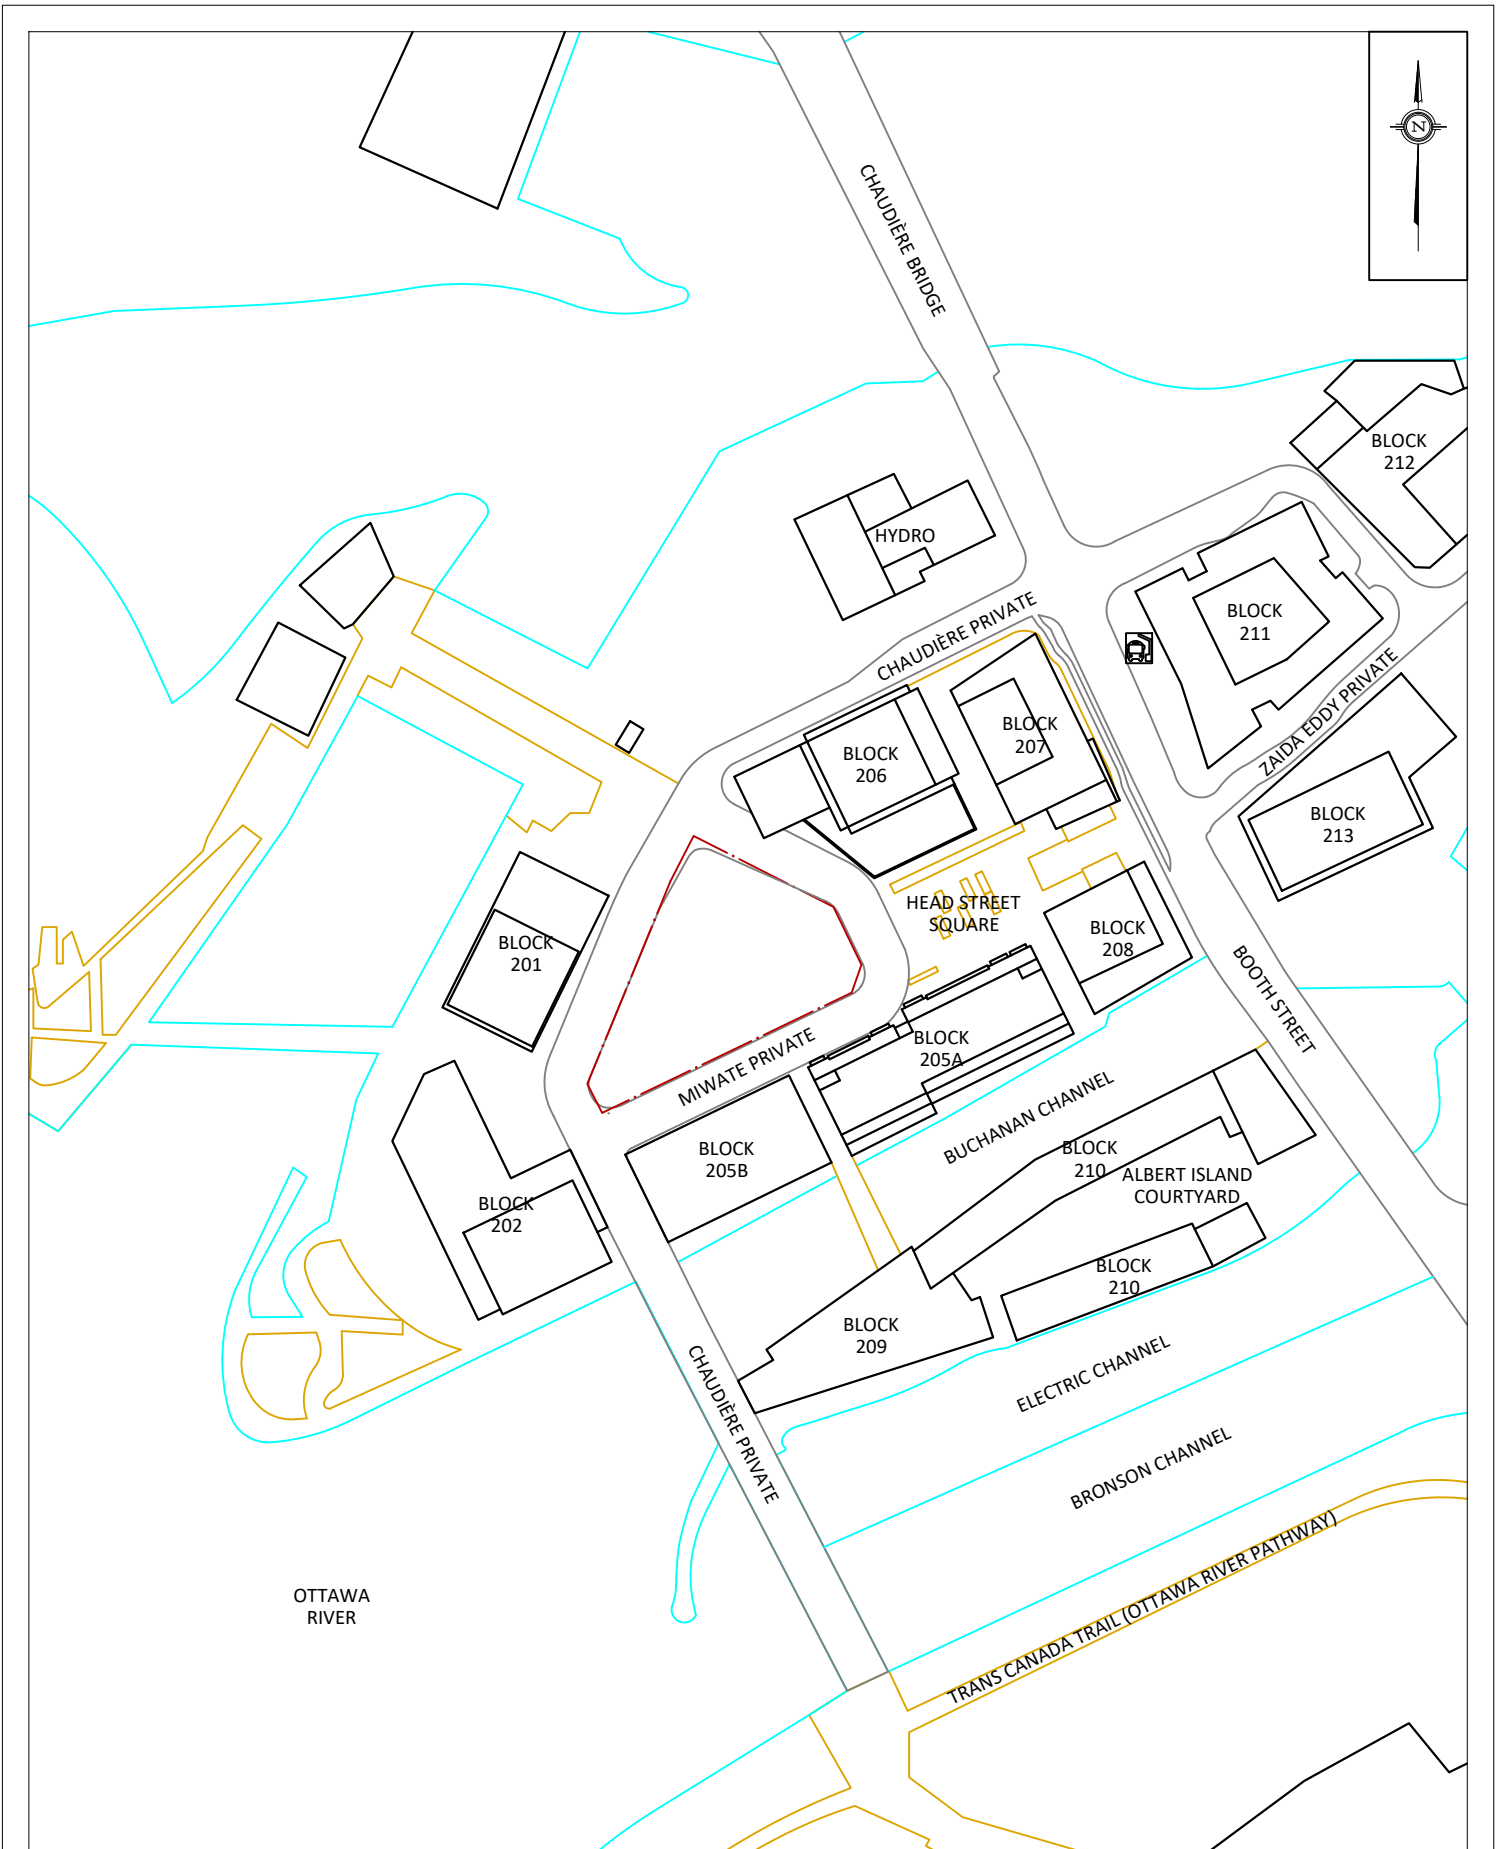 N
CHAUDIÈRE BRIDGE
BLOCK
212
HYDRO
CHAUDIÈRE PRIVATE
BLOCK
211
ZAIDA EDDY PRIVATE
BLOCK
207
BLOCK
206
BLOCK
213
HEAD STREET
SQUARE
BLOCK
208
BLOCK
201
BOOTH STREET
BLOCK
205A
MIWATE PRIVATE
BUCHANAN CHANNEL
BLOCK
205B
BLOCK
210
ALBERT ISLAND
COURTYARD
BLOCK
202
BLOCK
210
BLOCK
209
CHAUDIÈRE PRIVATE
ELECTRIC CHANNEL
BRONSON CHANNEL
TRANS CANADA TRAIL (OTTAWA RIVER PATHWAY)
OTTAWA
RIVER